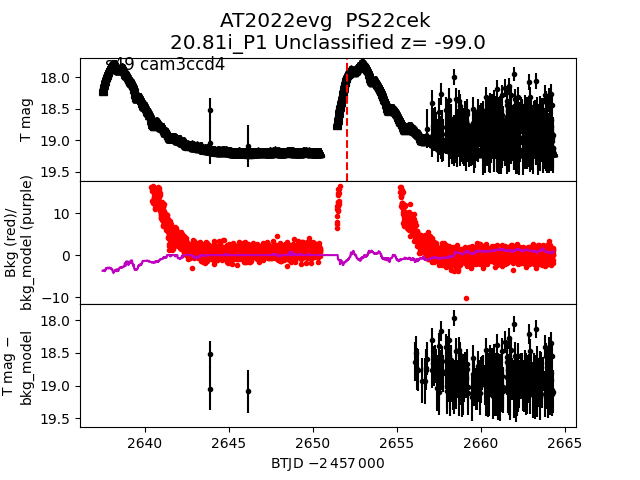 AT2022evg PS22cek
20.81i_P1 Unclassified z= -99.0
s49 cam3ccd4
T mag
18.0
18.5
19.0
19.5
Bkg (red)/
bkg_model (purple)
10
0
−10
T mag −
bkg_model
18.0
18.5
19.0
19.5
2640 2645 2650 2655 2660 2665
BTJD −2 457 000